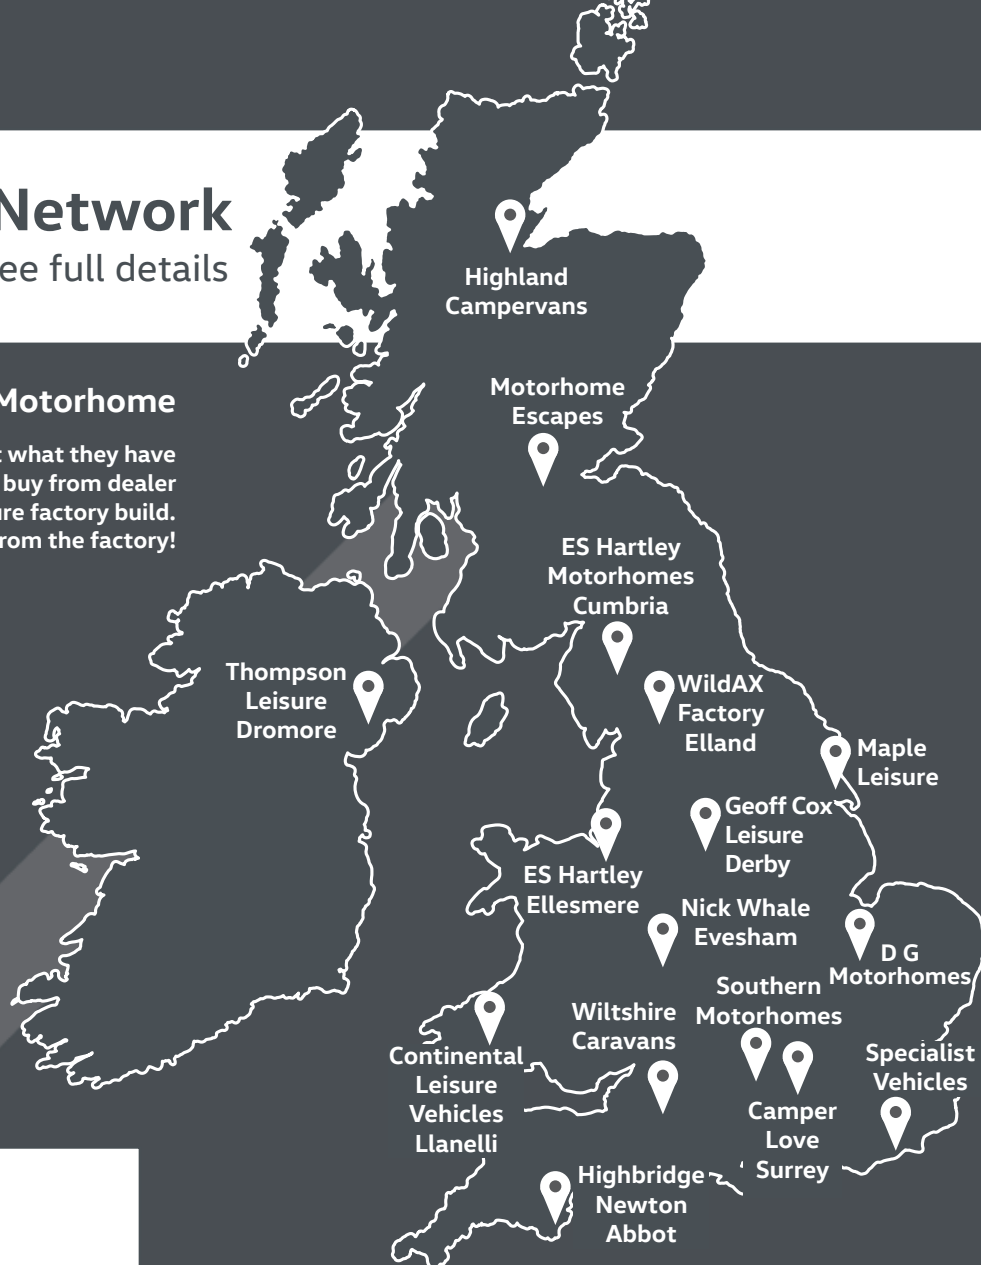 Network
ee full details
Motorhome
t what they have
buy from dealer
ure factory build.
rom the factory!
Highland
Campervans
Motorhome
Escapes
ES Hartley
Motorhomes
Cumbria
Thompson
Leisure
Dromore
WildAX
Factory
Elland
Maple
Leisure
Geoff Cox
Leisure
Derby
ES Hartley
Ellesmere
Nick Whale
Evesham
D G
Motorhomes
Southern
Motorhomes
Wiltshire
Caravans
Continental
Leisure
Vehicles
Llanelli
Specialist
Vehicles
Camper
Love
Surrey
Highbridge
Newton
Abbot